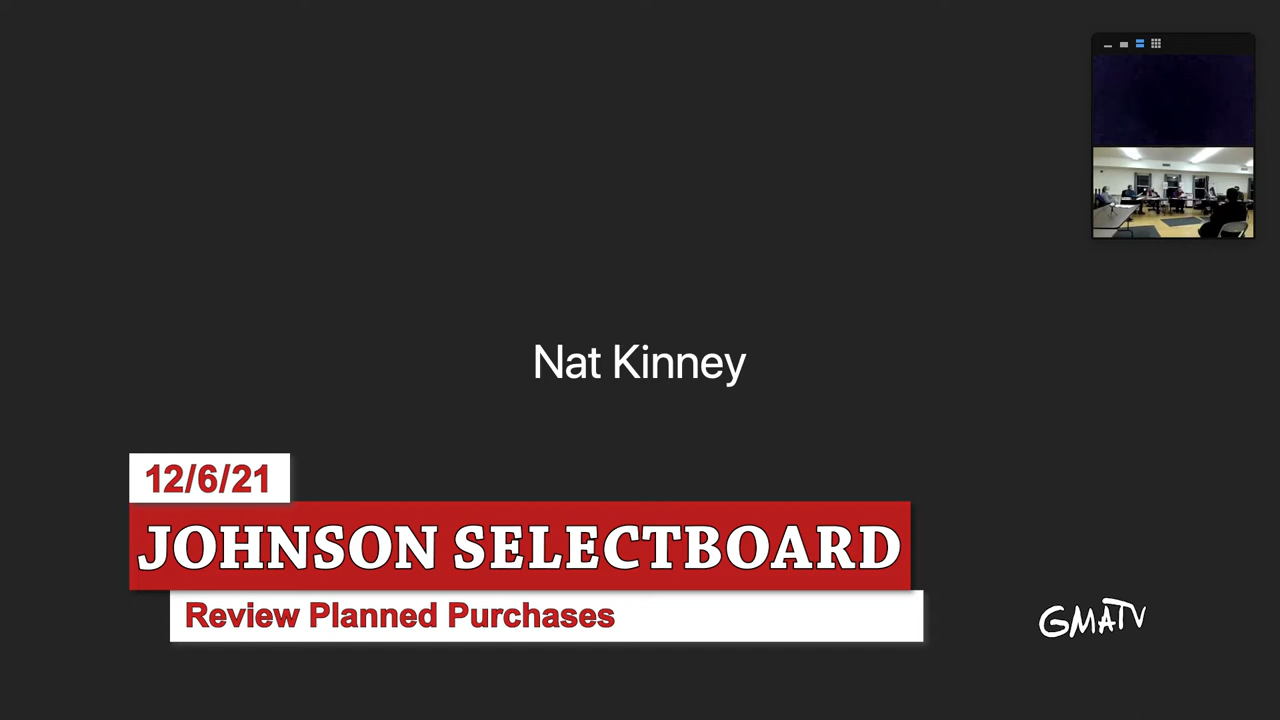 Nat Kinney
12/6/21
JOHNSON SELECTBOARD
Review Planned Purchases
GMATV